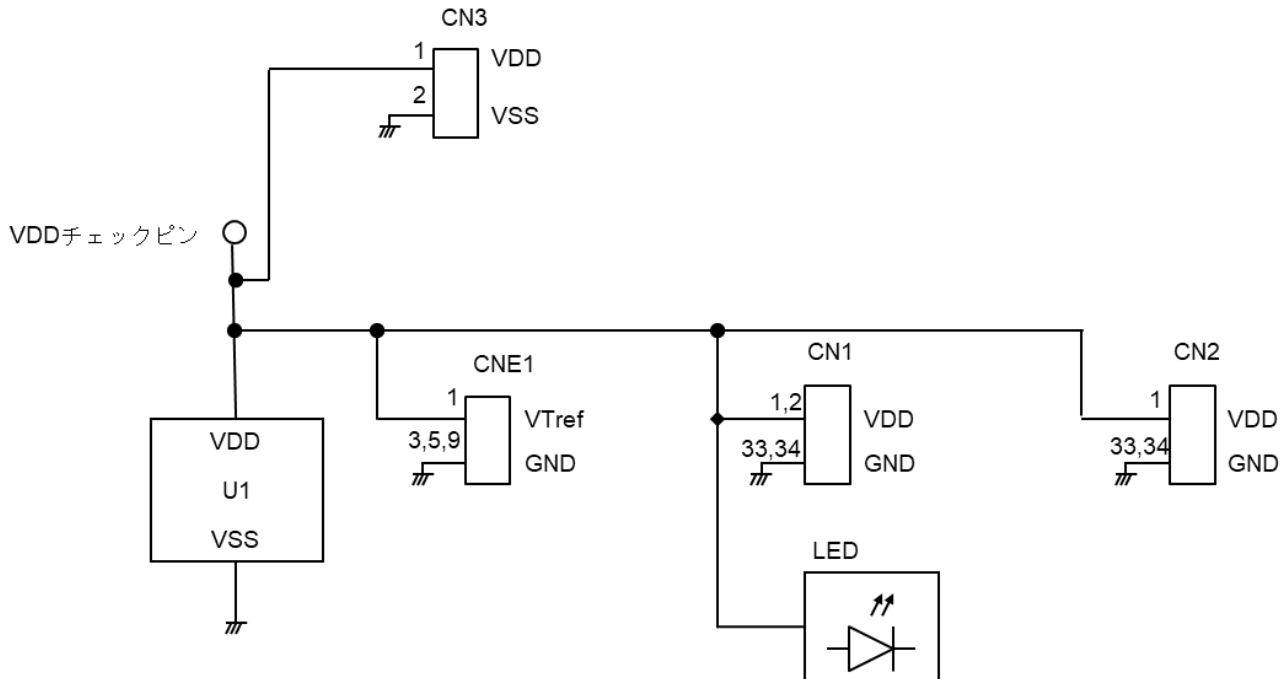 CN3
1
VDD
2
VSS
VDDチェックピン
CNE1
1
VTref
3,5,9
GND
CN1
1,2
VDD
33,34
GND
CN2
1
VDD
33,34
GND
VDD
U1
VSS
LED